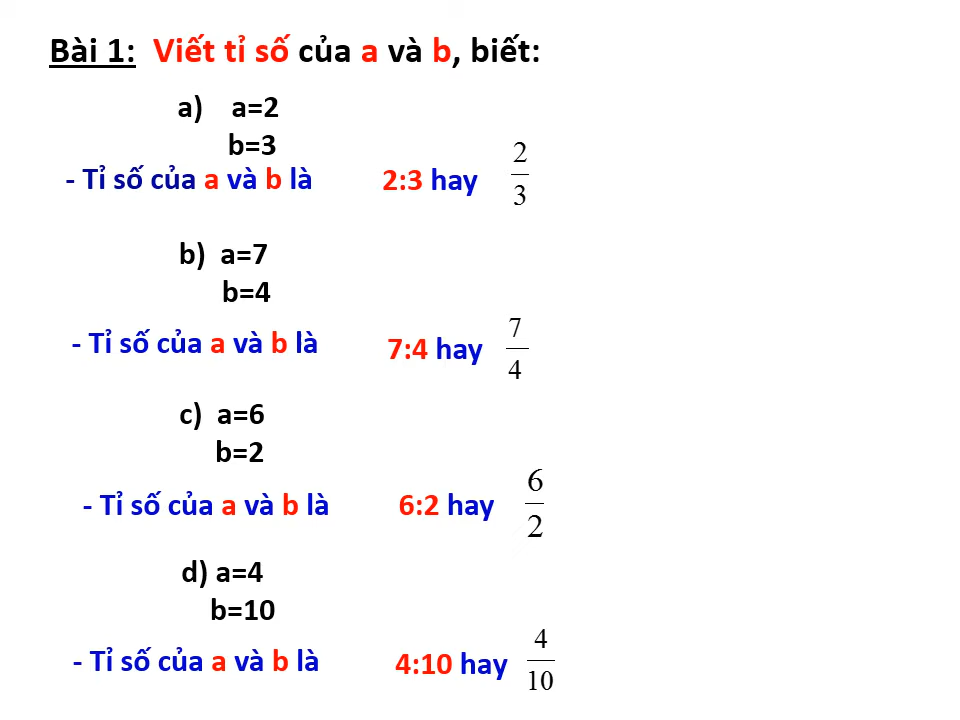 Bài 1: Viết tỉ số của a và b, biết:
a) a=2
b=3
- Tỉ số của a và b là 2:3 hay 2/3
b) a=7
b=4
- Tỉ số của a và b là 7:4 hay 7/4
c) a=6
b=2
- Tỉ số của a và b là 6:2 hay 6/2
d) a=4
b=10
- Tỉ số của a và b là 4:10 hay 4/10